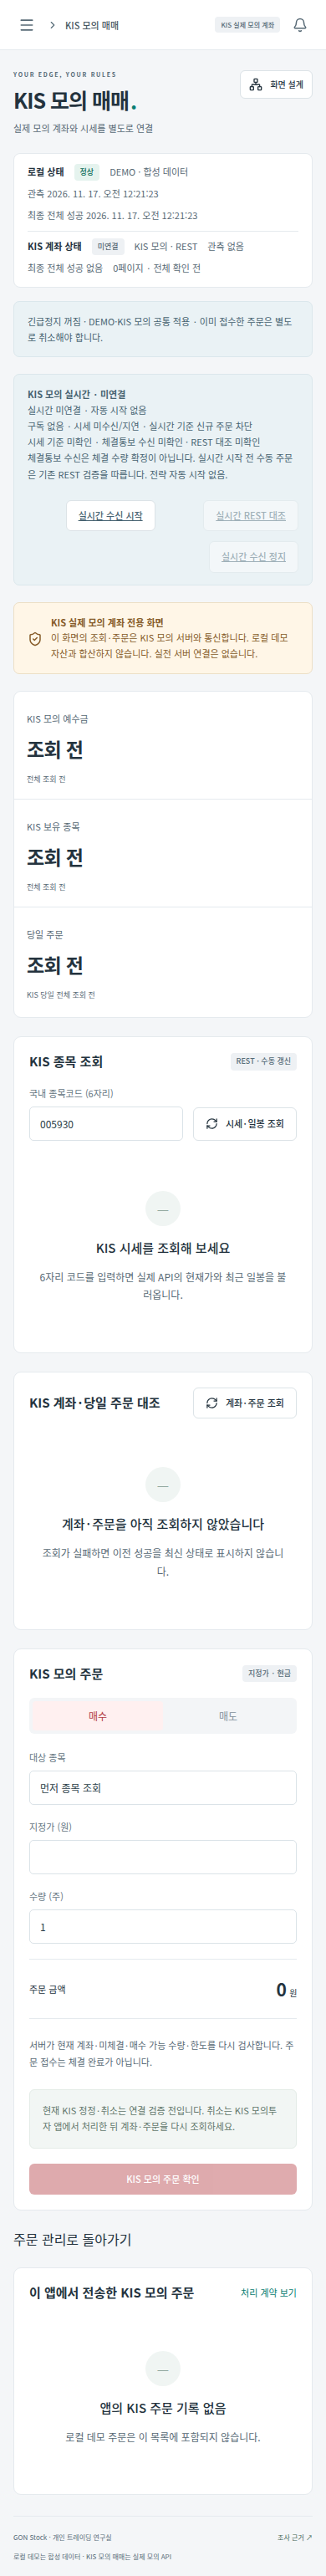 KIS 모의 매매
KIS 실제 모의 계좌
YOUR EDGE, YOUR RULES
KIS 모의 매매.
화면 설계
실제 모의 계좌와 시세를 별도로 연결
로컬 상태 정상 DEMO · 합성 데이터
관측 2026. 11. 17. 오전 12:21:23
최종 전체 성공 2026. 11. 17. 오전 12:21:23
KIS 계좌 상태 미연결 KIS 모의 · REST 관측 없음
최종 전체 성공 없음 0페이지 · 전체 확인 전
긴급정지 꺼짐 · DEMO·KIS 모의 공통 적용 · 이미 접수한 주문은 별도
로 취소해야 합니다.
KIS 모의 실시간 · 미연결
실시간 미연결 · 자동 시작 없음
구독 없음 · 시세 미수신/지연 · 실시간 기준 신규 주문 차단
시세 기준 미확인 · 체결통보 수신 미확인 · REST 대조 미확인
체결통보 수신은 체결 수량 확정이 아닙니다. 실시간 시작 전 수동 주문
은 기존 REST 검증을 따릅니다. 전략 자동 시작 없음.
실시간 수신 시작
실시간 REST 대조
실시간 수신 정지
KIS 실제 모의 계좌 전용 화면
이 화면의 조회·주문은 KIS 모의 서버와 통신합니다. 로컬 데모
자산과 합산하지 않습니다. 실전 서버 연결은 없습니다.
KIS 모의 예수금
조회 전
전체 조회 전
KIS 보유 종목
조회 전
전체 조회 전
당일 주문
조회 전
KIS 당일 전체 조회 전
KIS 종목 조회
REST · 수동 갱신
국내 종목코드 (6자리)
005930
시세·일봉 조회
KIS 시세를 조회해 보세요
6자리 코드를 입력하면 실제 API의 현재가와 최근 일봉을 불
러옵니다.
KIS 계좌·당일 주문 대조
계좌·주문 조회
계좌·주문을 아직 조회하지 않았습니다
조회가 실패하면 이전 성공을 최신 상태로 표시하지 않습니
다.
KIS 모의 주문
지정가 · 현금
매수
매도
대상 종목
먼저 종목 조회
지정가 (원)
수량 (주)
1
주문 금액
0 원
서버가 현재 계좌·미체결·매수 가능 수량·한도를 다시 검사합니다. 주
문 접수는 체결 완료가 아닙니다.
현재 KIS 정정·취소는 연결 검증 전입니다. 취소는 KIS 모의투
자 앱에서 처리한 뒤 계좌·주문을 다시 조회하세요.
KIS 모의 주문 확인
주문 관리로 돌아가기
이 앱에서 전송한 KIS 모의 주문
처리 계약 보기
앱의 KIS 주문 기록 없음
로컬 데모 주문은 이 목록에 포함되지 않습니다.
GON Stock · 개인 트레이딩 연구실
조사 근거 ↗
로컬 데모는 합성 데이터 · KIS 모의 매매는 실제 모의 API